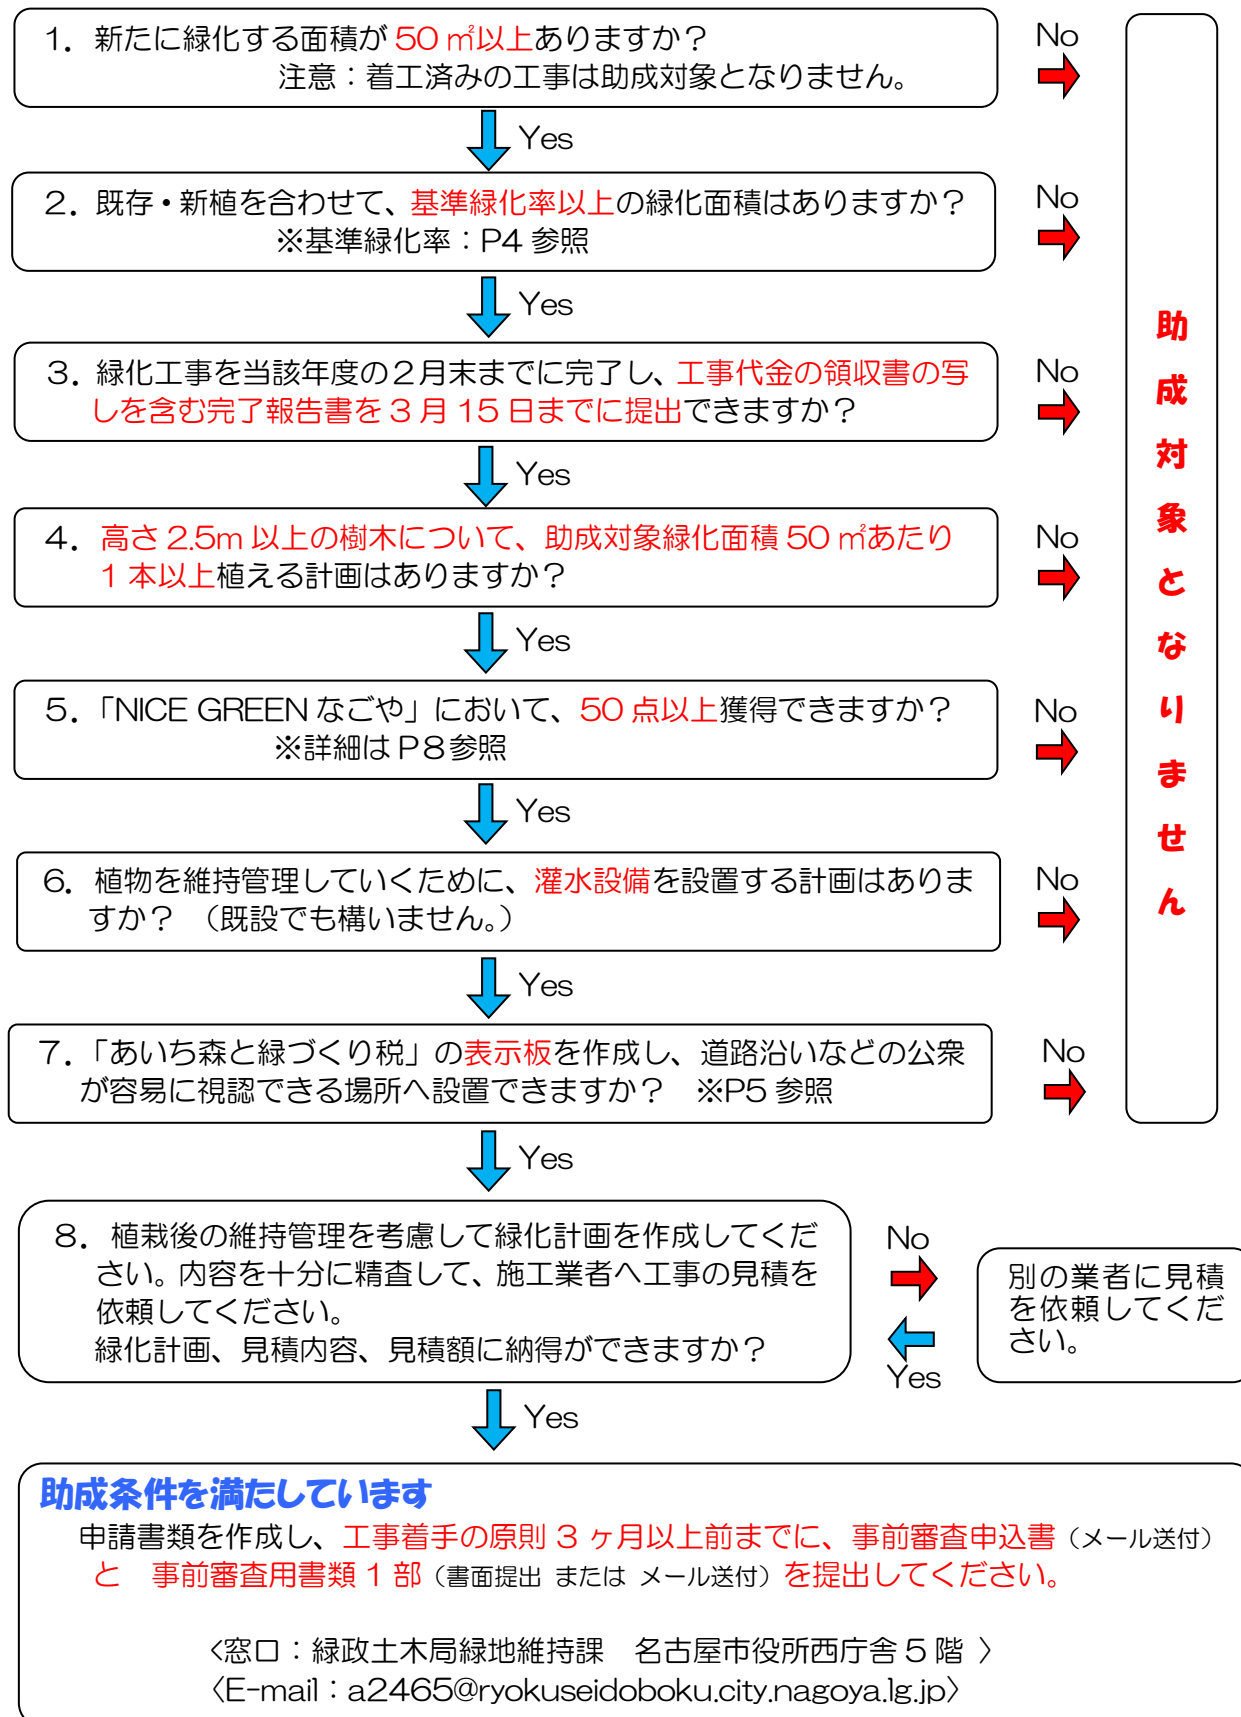 1．新たに緑化する面積が 50 ㎡以上ありますか？
注意：着工済みの工事は助成対象となりません。
No
Yes
2．既存・新植を合わせて、基準緑化率以上の緑化面積はありますか？
※基準緑化率：P4 参照
No
Yes
3．緑化工事を当該年度の２月末までに完了し、工事代金の領収書の写
しを含む完了報告書を 3 月 15 日までに提出できますか？
No
Yes
4．高さ 2.5m 以上の樹木について、助成対象緑化面積 50 ㎡あたり
1 本以上植える計画はありますか？
No
Yes
5．「NICE GREEN なごや」において、50 点以上獲得できますか？
※詳細は P８参照
No
Yes
6．植物を維持管理していくために、灌水設備を設置する計画はありま
すか？　（既設でも構いません。）
No
Yes
7．「あいち森と緑づくり税」の表示板を作成し、道路沿いなどの公衆
が容易に視認できる場所へ設置できますか？　※P5 参照
No
Yes
助成対象となりません
8．植栽後の維持管理を考慮して緑化計画を作成してくだ
さい。内容を十分に精査して、施工業者へ工事の見積を
依頼してください。
緑化計画、見積内容、見積額に納得ができますか？
No
Yes
別の業者に見積
を依頼してくだ
さい。
Yes
助成条件を満たしています
申請書類を作成し、工事着手の原則 3 ヶ月以上前までに、事前審査申込書（メール送付）
と　事前審査用書類 1 部（書面提出 または メール送付）を提出してください。
〈窓口：緑政土木局緑地維持課　名古屋市役所西庁舎 5 階 〉
〈E-mail：a2465@ryokuseidoboku.city.nagoya.lg.jp〉